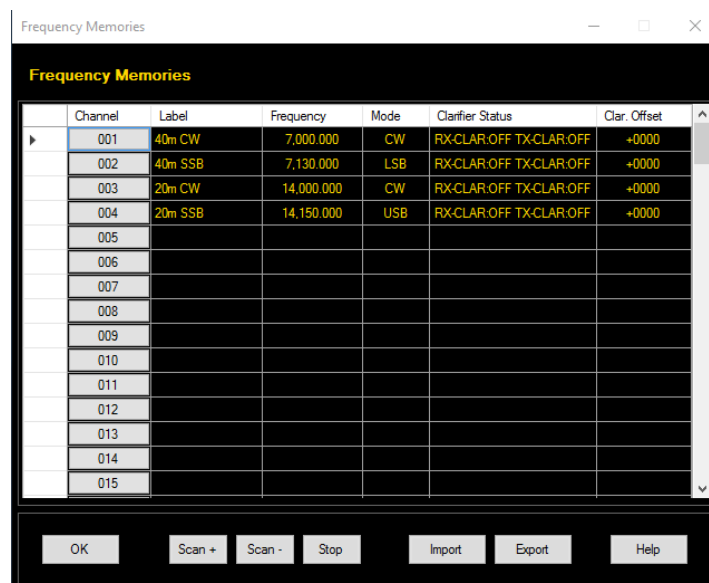 Frequency Memories
Frequency Memories
Channel Label Frequency Mode Clarifier Status Clar. Offset
001 40m CW 7,000.000 CW RX-CLAR:OFF TX-CLAR:OFF +0000
002 40m SSB 7,130.000 LSB RX-CLAR:OFF TX-CLAR:OFF +0000
003 20m CW 14,000.000 CW RX-CLAR:OFF TX-CLAR:OFF +0000
004 20m SSB 14,150.000 USB RX-CLAR:OFF TX-CLAR:OFF +0000
005
006
007
008
009
010
011
012
013
014
015
OK Scan + Scan - Stop Import Export Help